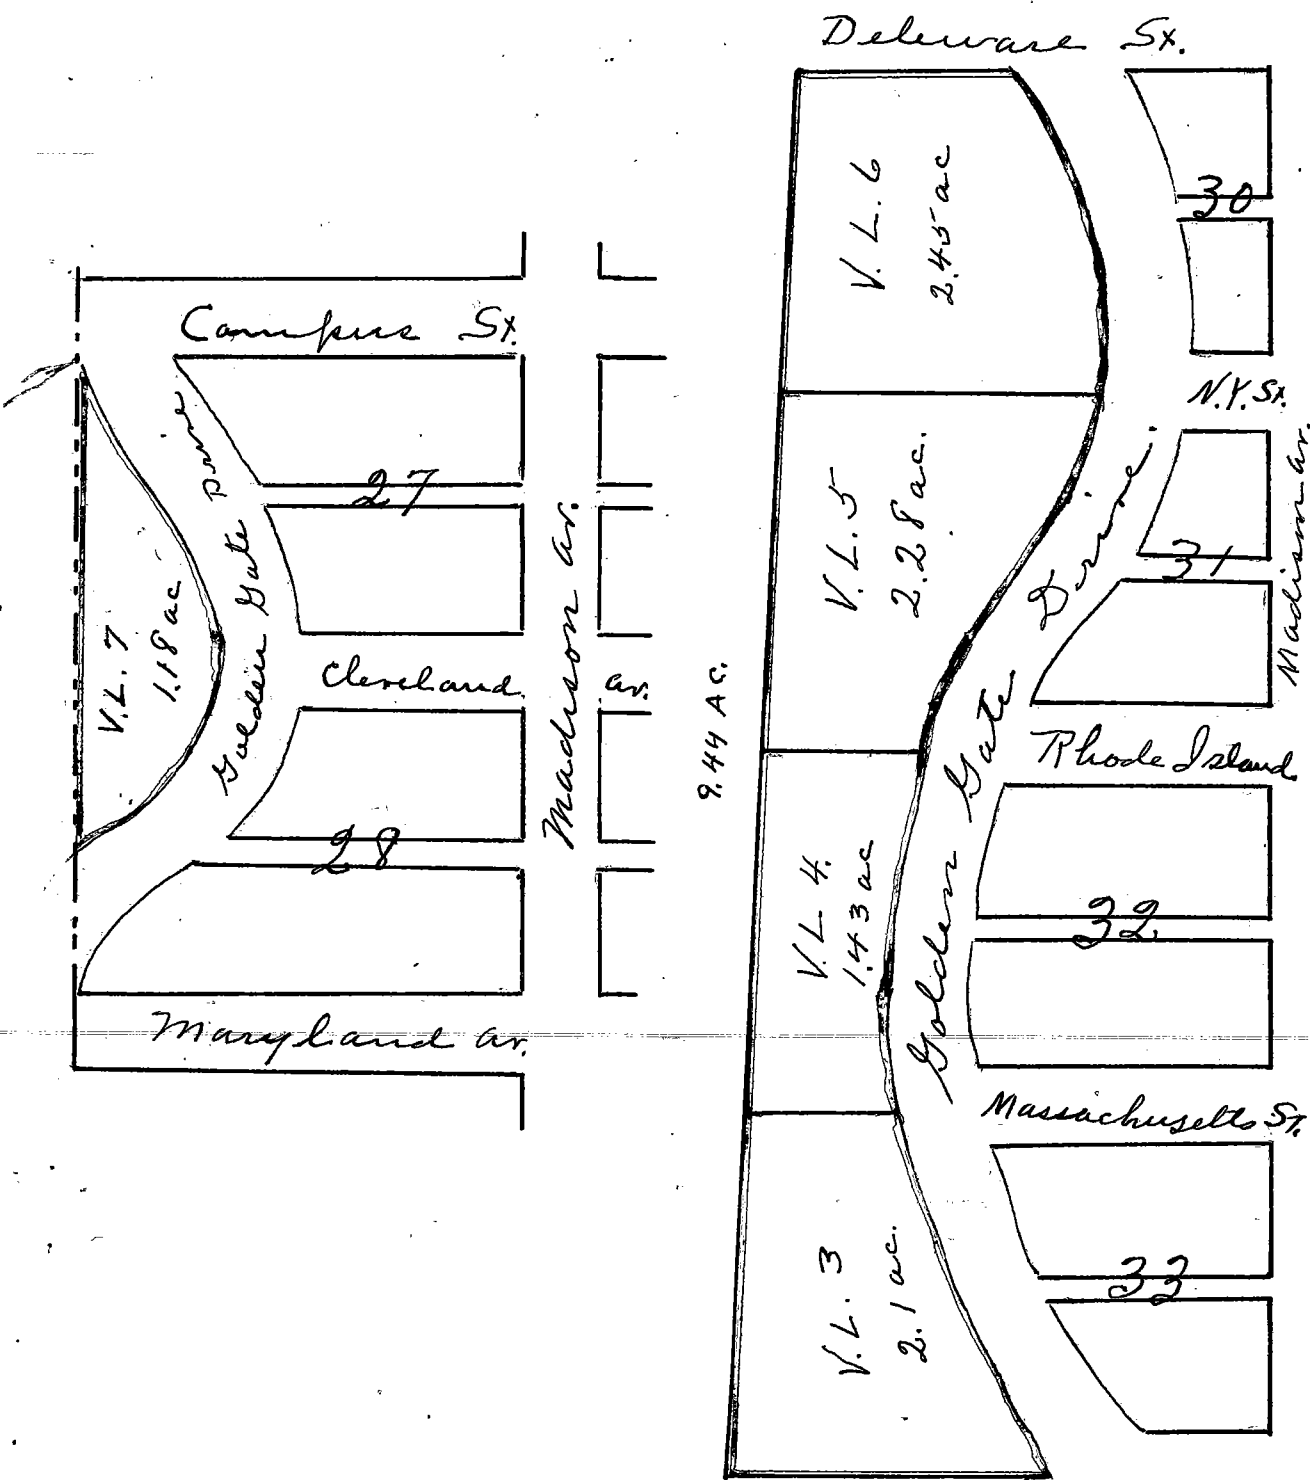 Deleware St.
V.L. 6
2.45 ac
30
Campus St.
N.Y. St.
Madison Av.
Golden Gate Drive
27
V.L. 5
2.28 ac.
31
V.L. 7
1.18 ac
Madison Av.
Cleveland Av.
9.44 Ac.
Golden Gate Drive.
Rhode Island
28
V.L. 4.
1.43 ac
32
Maryland Av.
Massachusetts St.
V.L. 3
2.1 ac.
33